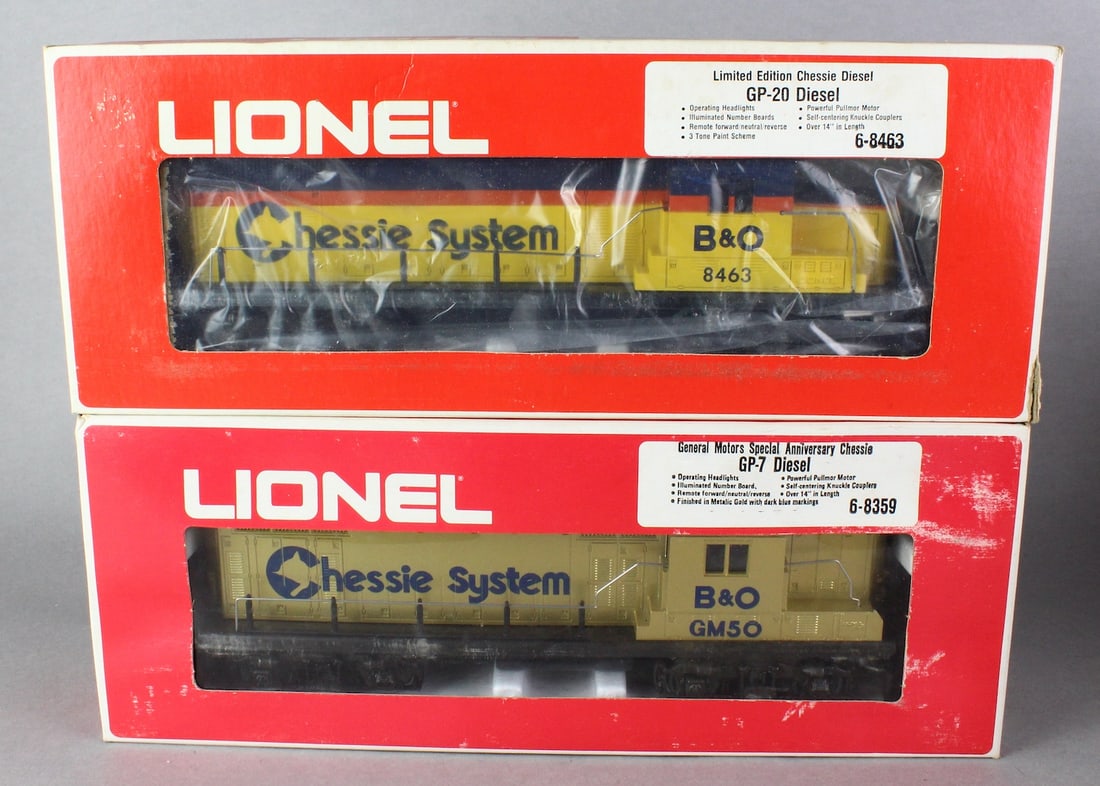 Limited Edition Chessie Diesel
GP-20 Diesel
• Operating Headlights
• Illuminated Number Boards
• Remote forward/neutral/reverse
• 3 Tone Paint Scheme
• Powerful Pullmor Motor
• Self-centering Knuckle Couplers
• Over 14" in Length
6-8463
LIONEL®
Chessie System
B&O
8463
General Motors Special Anniversary Chessie
GP-7 Diesel
• Operating Headlights
• Illuminated Number Board,
• Remote forward/neutral/reverse
• Finished in Metalic Gold with dark blue markings
• Powerful Pullmor Motor
• Self-centering Knuckle Couplers
• Over 14" in Length
6-8359
LIONEL®
Chessie System
B&O
GM50